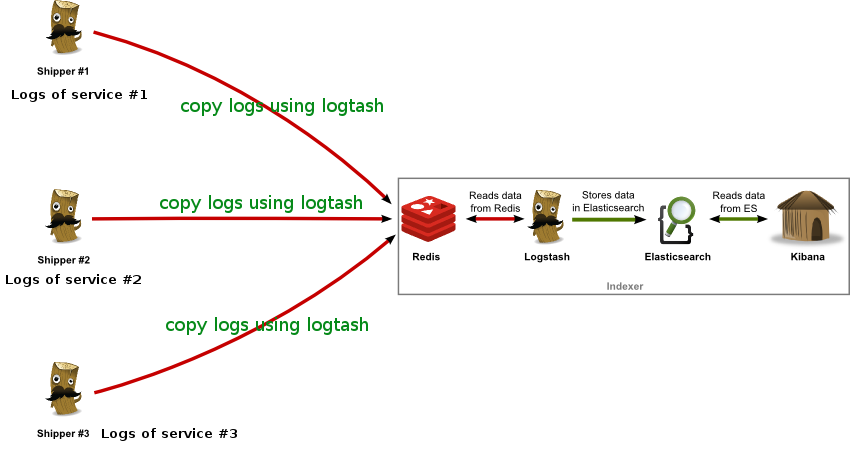 Shipper #1
Logs of service #1
copy logs using logtash
copy logs using logtash
Shipper #2
Logs of service #2
copy logs using logtash
Shipper #3
Logs of service #3
Reads data
from Redis
Stores data
in Elasticsearch
Reads data
from ES
Redis
Logstash
Elasticsearch
Kibana
Indexer